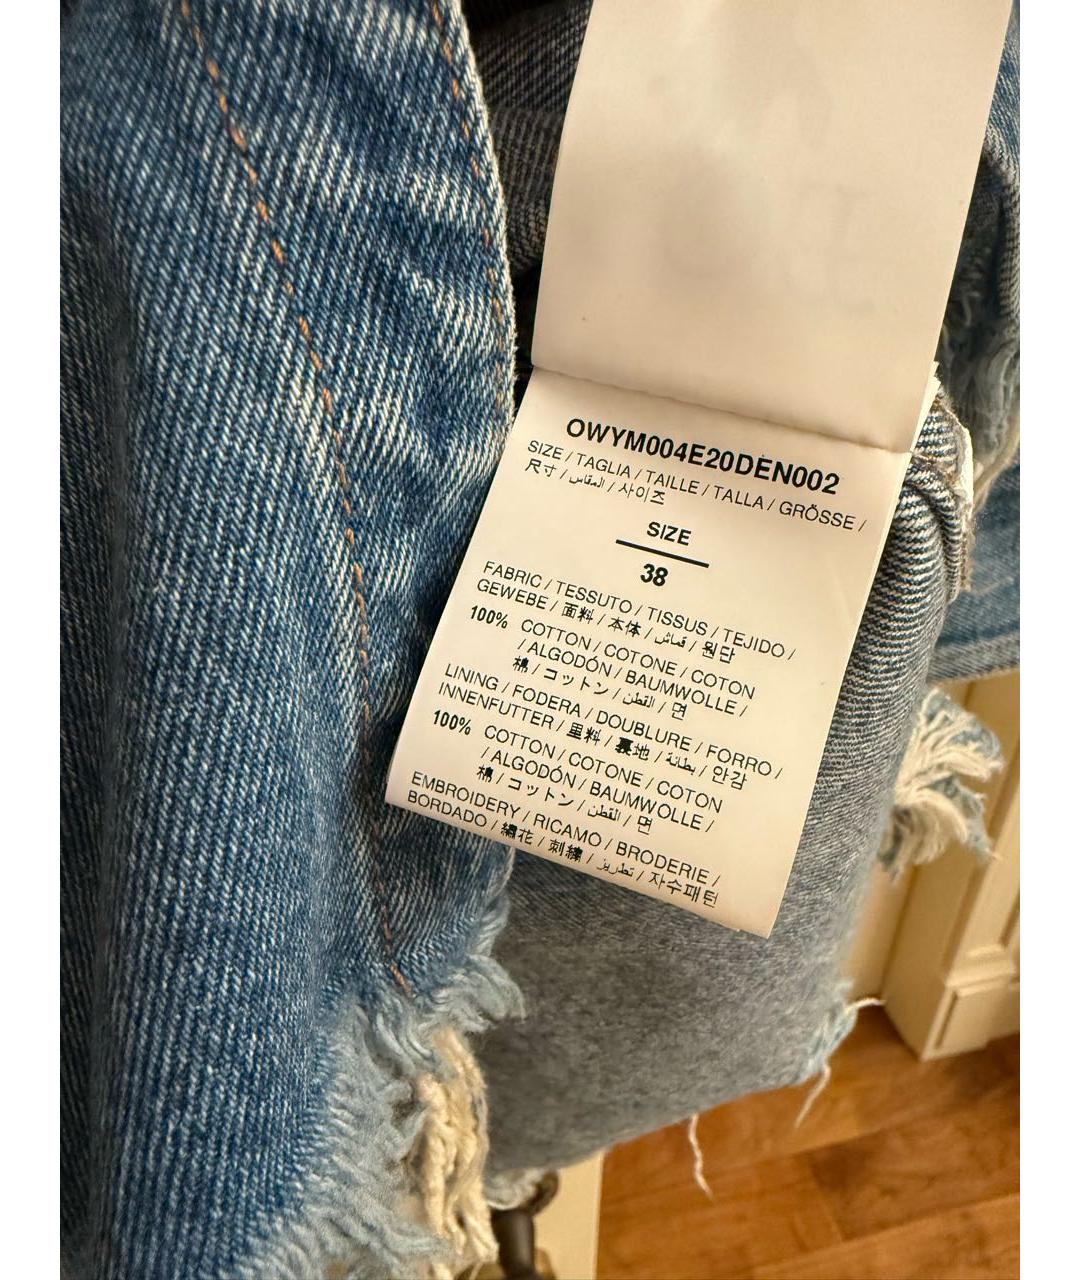 OWYM004E20DEN002
SIZE / TAGLIA / TAILLE / TALLA / GRÖSSE /
尺寸 / المقاس / 사이즈
SIZE
38
FABRIC / TESSUTO / TISSUS / TEJIDO /
GEWEBE / 面料 / 本体 / قماش / 원단
100% COTTON / COTONE / COTON
/ ALGODÓN / BAUMWOLLE /
棉 / コットン / القطن / 면
LINING / FODERA / DOUBLURE / FORRO /
INNENFUTTER / 里料 / 裏地 / بطانة / 안감
100% COTTON / COTONE / COTON
/ ALGODÓN / BAUMWOLLE /
棉 / コットン / القطن / 면
EMBROIDERY / RICAMO / BRODERIE /
BORDADO / 繡花 / 刺繍 / تطريز / 자수패턴